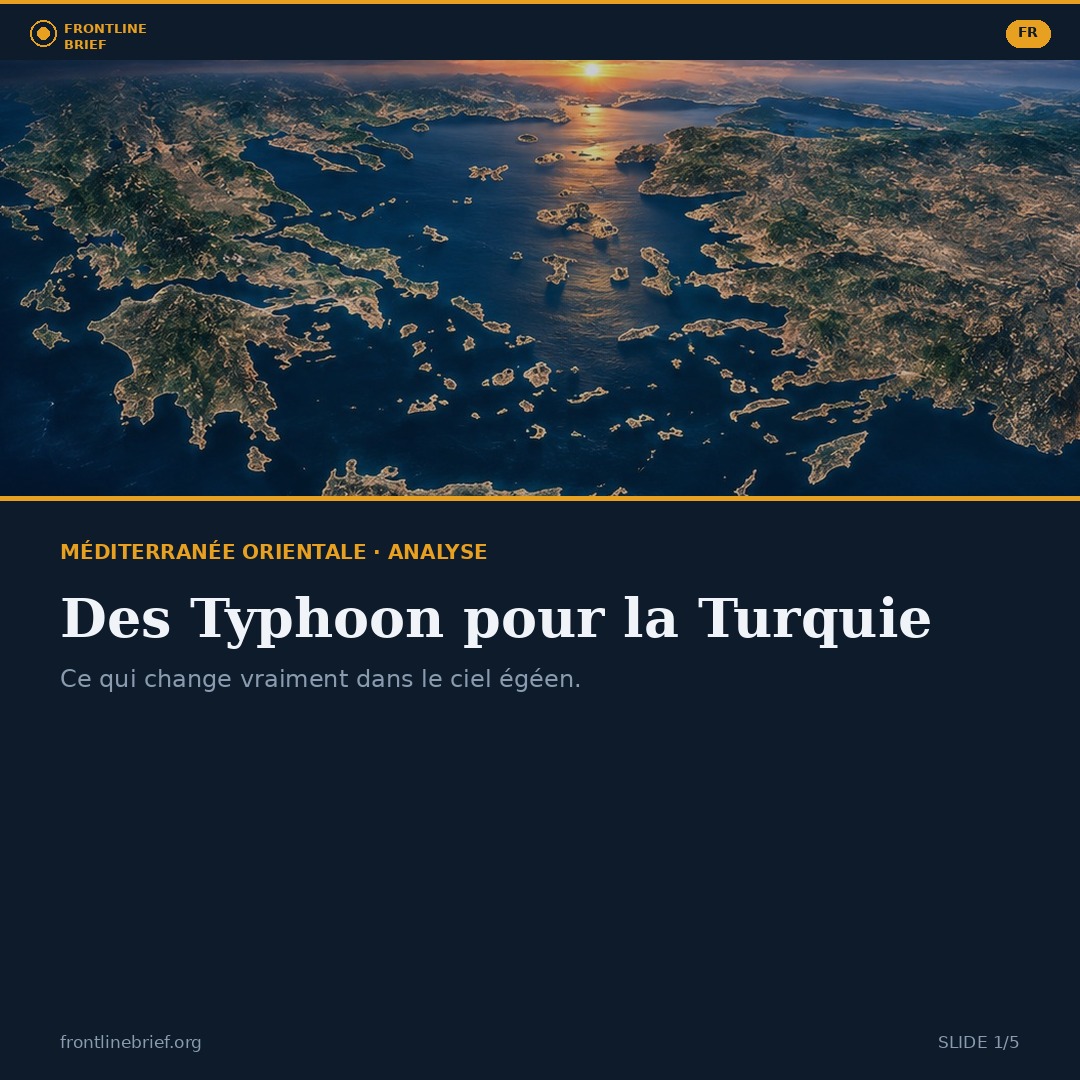 FRONTLINE
BRIEF
FR
MÉDITERRANÉE ORIENTALE · ANALYSE
Des Typhoon pour la Turquie
Ce qui change vraiment dans le ciel égéen.
frontlinebrief.org
SLIDE 1/5